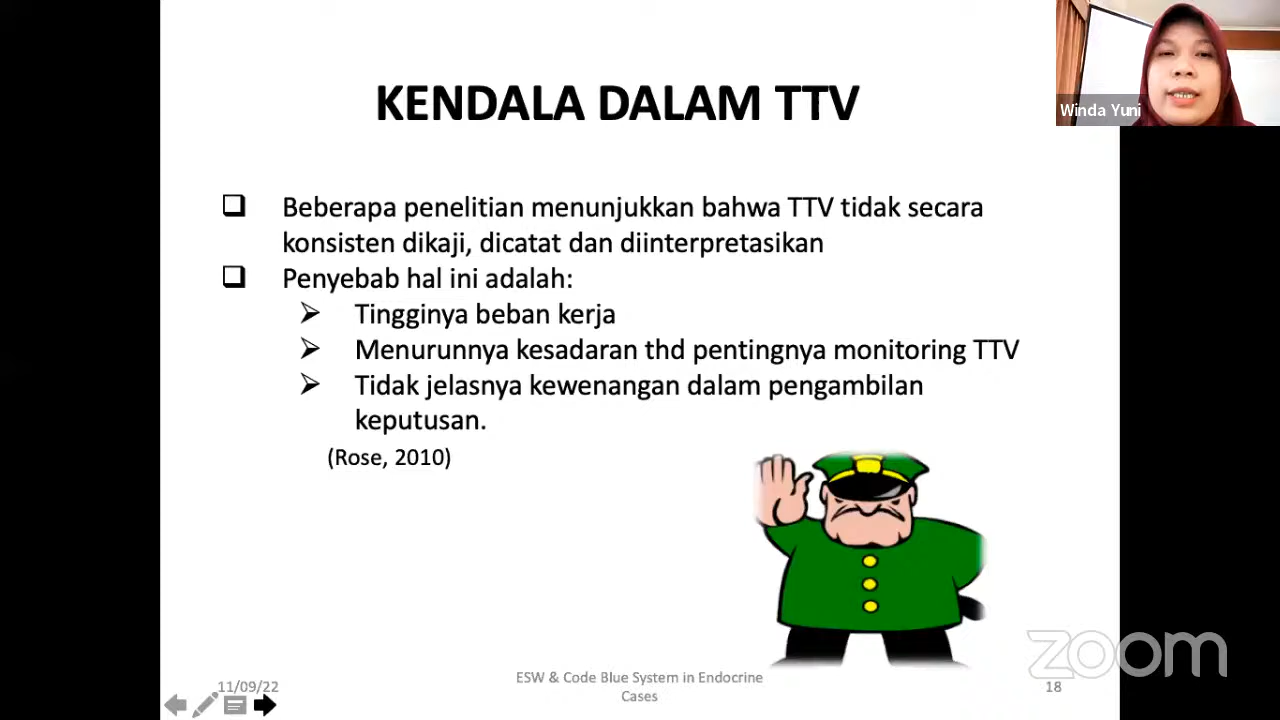 KENDALA DALAM TTV
Winda Yuni
❑ Beberapa penelitian menunjukkan bahwa TTV tidak secara
konsisten dikaji, dicatat dan diinterpretasikan
❑ Penyebab hal ini adalah:
➢ Tingginya beban kerja
➢ Menurunnya kesadaran thd pentingnya monitoring TTV
➢ Tidak jelasnya kewenangan dalam pengambilan
keputusan.
(Rose, 2010)
zoom
11/09/22
ESW & Code Blue System in Endocrine
Cases
18